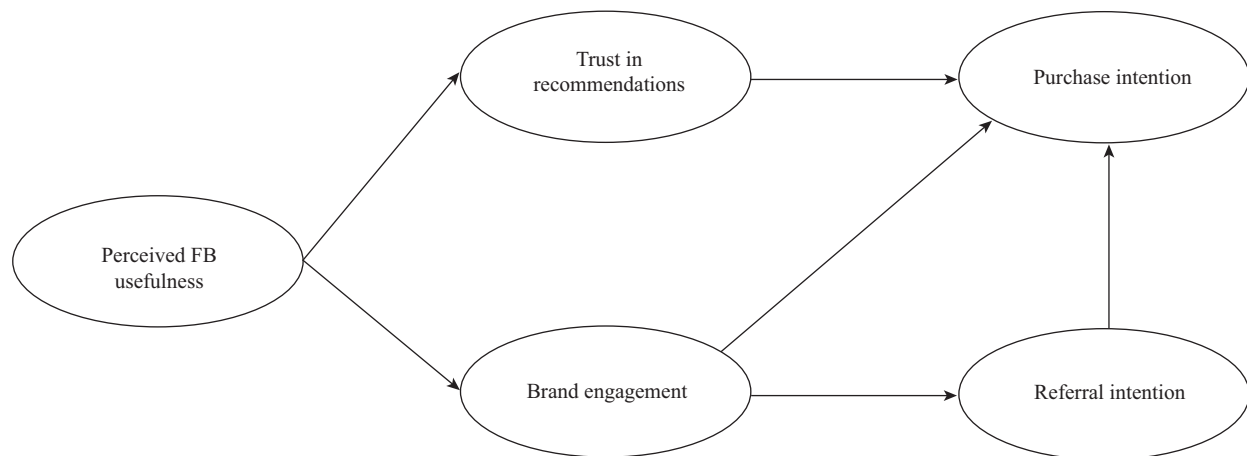 Trust in
recommendations
Purchase intention
Perceived FB
usefulness
Brand engagement
Referral intention